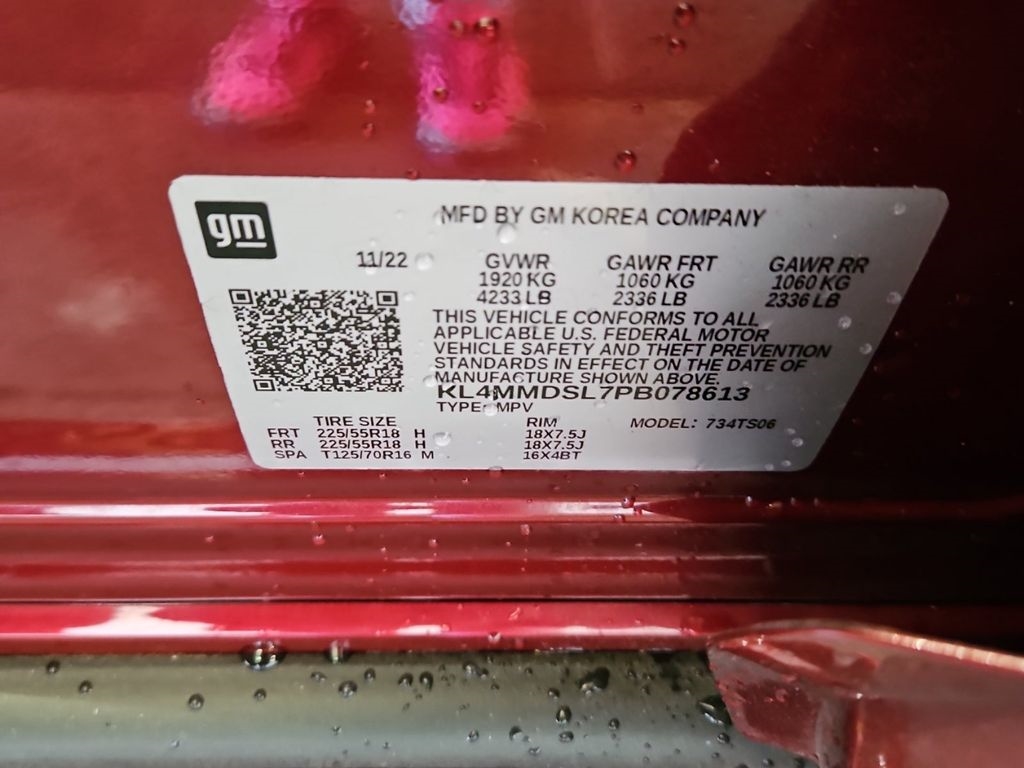 gm
MFD BY GM KOREA COMPANY
11/22 GVWR GAWR FRT GAWR RR
1920 KG 1060 KG 1060 KG
4233 LB 2336 LB 2336 LB
THIS VEHICLE CONFORMS TO ALL
APPLICABLE U.S. FEDERAL MOTOR
VEHICLE SAFETY AND THEFT PREVENTION
STANDARDS IN EFFECT ON THE DATE OF
MANUFACTURE SHOWN ABOVE.
KL4MMDSL7PB078613
TYPE: MPV
TIRE SIZE RIM MODEL: 734TS06
FRT 225/55R18 H 18X7.5J
RR 225/55R18 H 18X7.5J
SPA T125/70R16 M 16X4BT